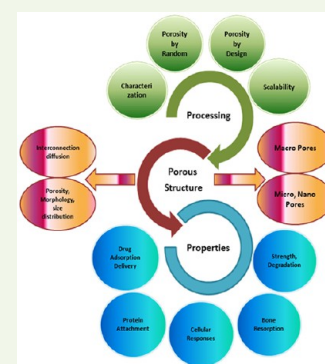 Porosity
by
Random
Porosity
by
Design
Characteri
zation
Scalability
Processing
Interconnection
diffusion
Macro Pores
Porous
Structure
Porosity,
Morphology,
size
distribution
Micro, Nano
Pores
Properties
Drug
Adsorption
Delivery
Strength,
Degradation
Protein
Attachment
Cellular
Responses
Bone
Resorption